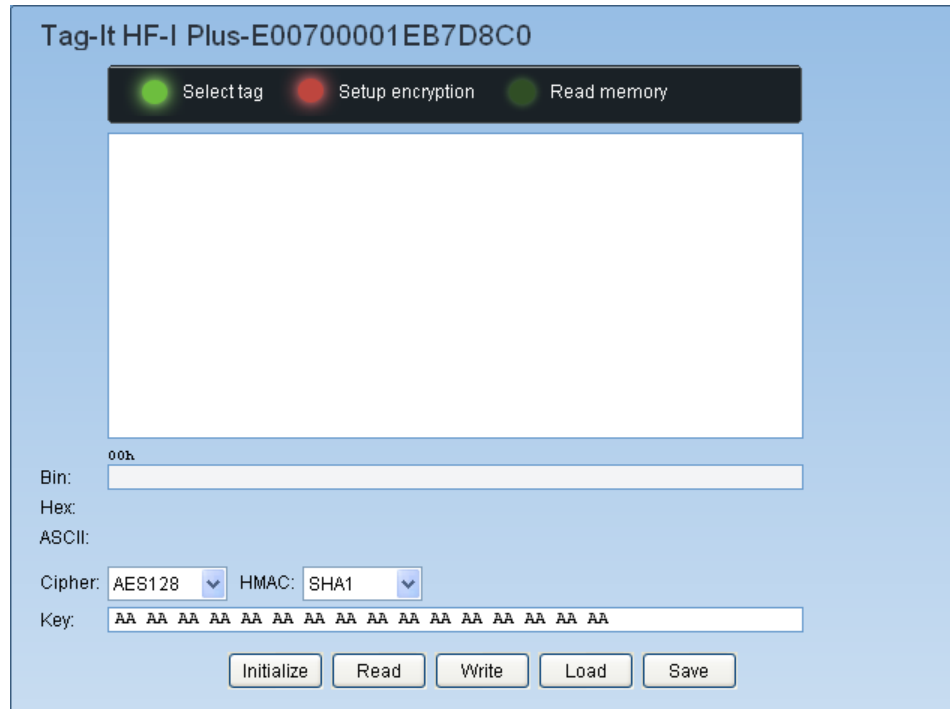 Tag-It HF-I Plus-E00700001EB7D8C0
Select tag Setup encryption Read memory
00h
Bin:
Hex:
ASCII:
Cipher: AES128 HMAC: SHA1
Key: AA AA AA AA AA AA AA AA AA AA AA AA AA AA AA AA
Initialize Read Write Load Save